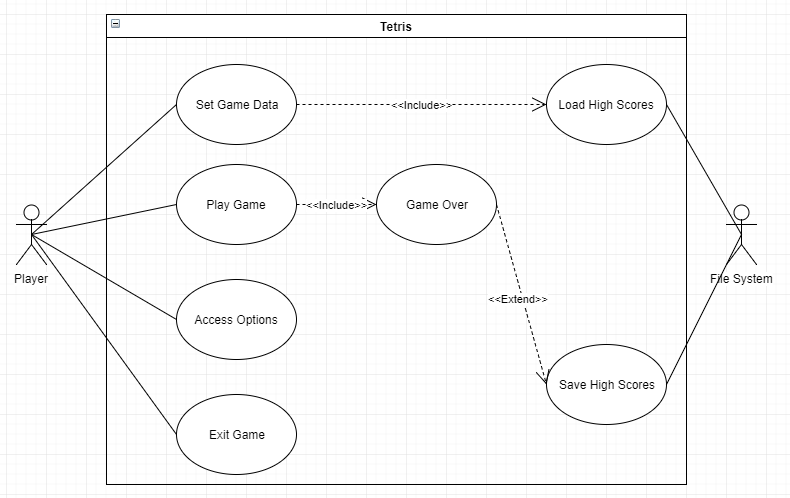 Tetris
Set Game Data
<<Include>>
Load High Scores
Play Game
<<Include>>
Game Over
Player
File System
<<Extend>>
Access Options
Save High Scores
Exit Game